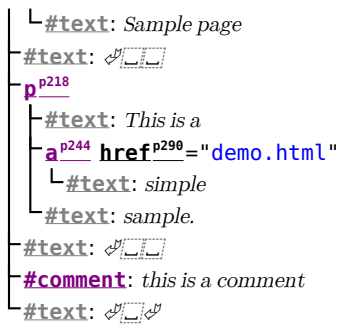 #text: Sample page
#text: ⏎␣␣
p p218
#text: This is a
a p244 href p290="demo.html"
#text: simple
#text: sample.
#text: ⏎␣␣
#comment: this is a comment
#text: ⏎␣⏎